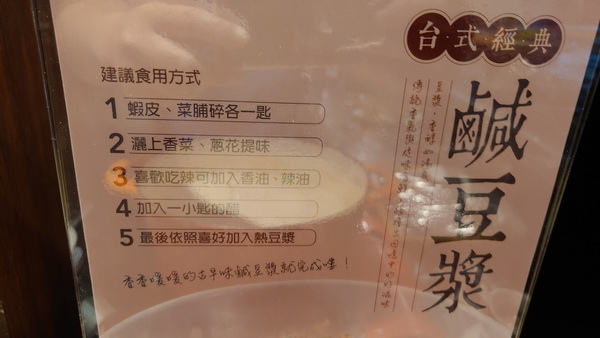 台式經典
鹹豆漿
建議食用方式
1 蝦皮、菜脯碎各一匙
2 灑上香菜、蔥花提味
3 喜歡吃辣可加入香油、辣油
4 加入一小匙的醋
5 最後依照喜好加入熱豆漿
香香暖暖的古早味鹹豆漿就完成嘍！